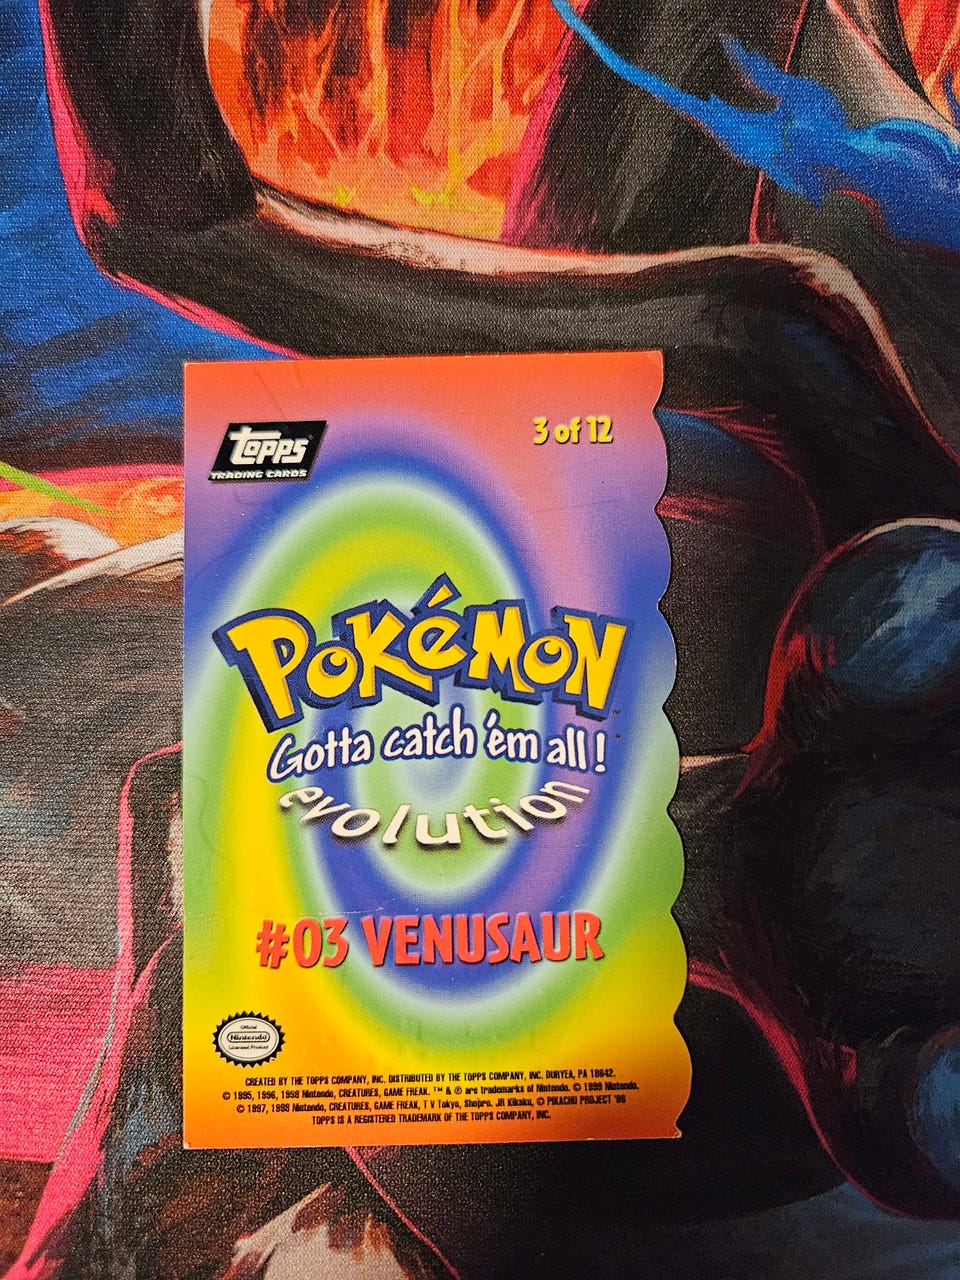 topps
TRADING CARDS
3 of 12
POKéMON
Gotta catch 'em all!
evolution
#03 VENUSAUR
Official
Nintendo
Licensed Product
CREATED BY THE TOPPS COMPANY, INC. DISTRIBUTED BY THE TOPPS COMPANY, INC. DURYEA, PA 18642.
© 1995, 1996, 1998 Nintendo, CREATURES, GAME FREAK. ™ & ® are trademarks of Nintendo. © 1999 Nintendo.
© 1997, 1998 Nintendo, CREATURES, GAME FREAK, T V Tokyo, Shopro, JR Kikaku, © PIKACHU PROJECT '98
TOPPS IS A REGISTERED TRADEMARK OF THE TOPPS COMPANY, INC.